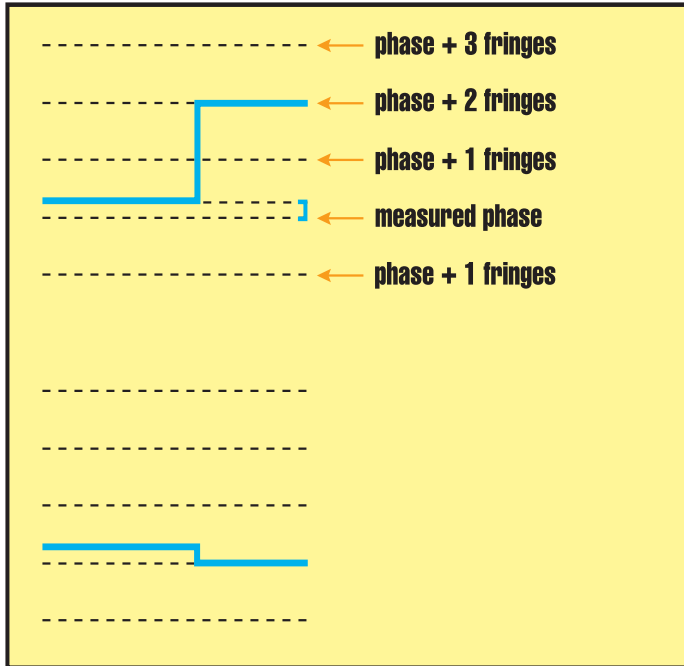 phase + 3 fringes
phase + 2 fringes
phase + 1 fringes
measured phase
phase + 1 fringes